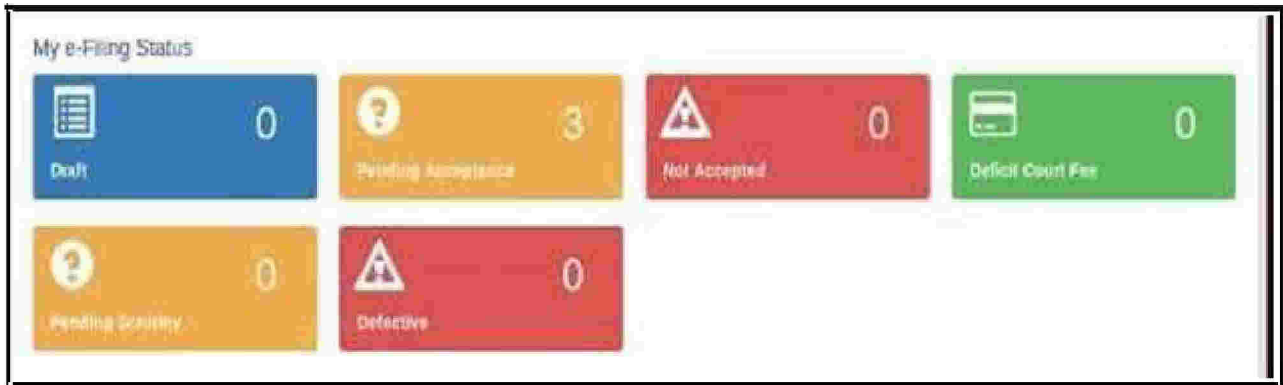 My e-Filing Status
0
Draft
3
Pending Acceptance
0
Not Accepted
0
Deficit Court Fee
0
Pending Scrutiny
0
Defective